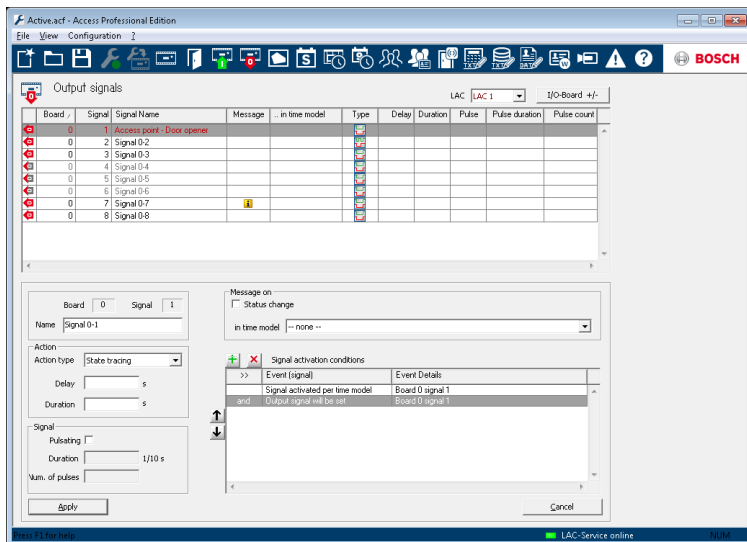 Active.acf - Access Professional Edition
File View Configuration ?
BOSCH
Output signals
LAC LAC 1 I/O-Board +/-
Board / Signal Signal Name Message .. in time model Type Delay Duration Pulse Pulse duration Pulse count
0 1 Access point - Door opener
0 2 Signal 0-2
0 3 Signal 0-3
0 4 Signal 0-4
0 5 Signal 0-5
0 6 Signal 0-6
0 7 Signal 0-7
0 8 Signal 0-8
Board 0 Signal 1
Name Signal 0-1
Message on
Status change
in time model -- none --
Action
Action type State tracing
Delay s
Duration s
Signal activation conditions
>> Event (signal) Event Details
Signal activated per time model Board 0 signal 1
and Output signal will be set Board 0 signal 1
Signal
Pulsating
Duration 1/10 s
Num. of pulses
Apply
Cancel
Press F1 for help
LAC-Service online
NUM